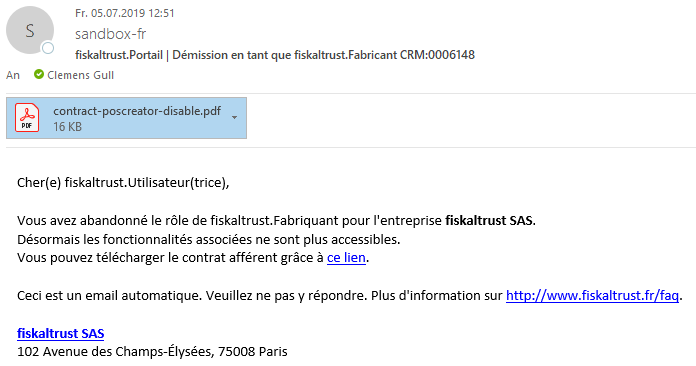 S
Fr. 05.07.2019 12:51
sandbox-fr
fiskaltrust.Portail | Démission en tant que fiskaltrust.Fabricant CRM:0006148
An Clemens Gull
PDF
contract-poscreator-disable.pdf
16 KB
Cher(e) fiskaltrust.Utilisateur(trice),
Vous avez abandonné le rôle de fiskaltrust.Fabriquant pour l'entreprise fiskaltrust SAS.
Désormais les fonctionnalités associées ne sont plus accessibles.
Vous pouvez télécharger le contrat afférent grâce à ce lien.
Ceci est un email automatique. Veuillez ne pas y répondre. Plus d'information sur http://www.fiskaltrust.fr/faq.
fiskaltrust SAS
102 Avenue des Champs-Élysées, 75008 Paris